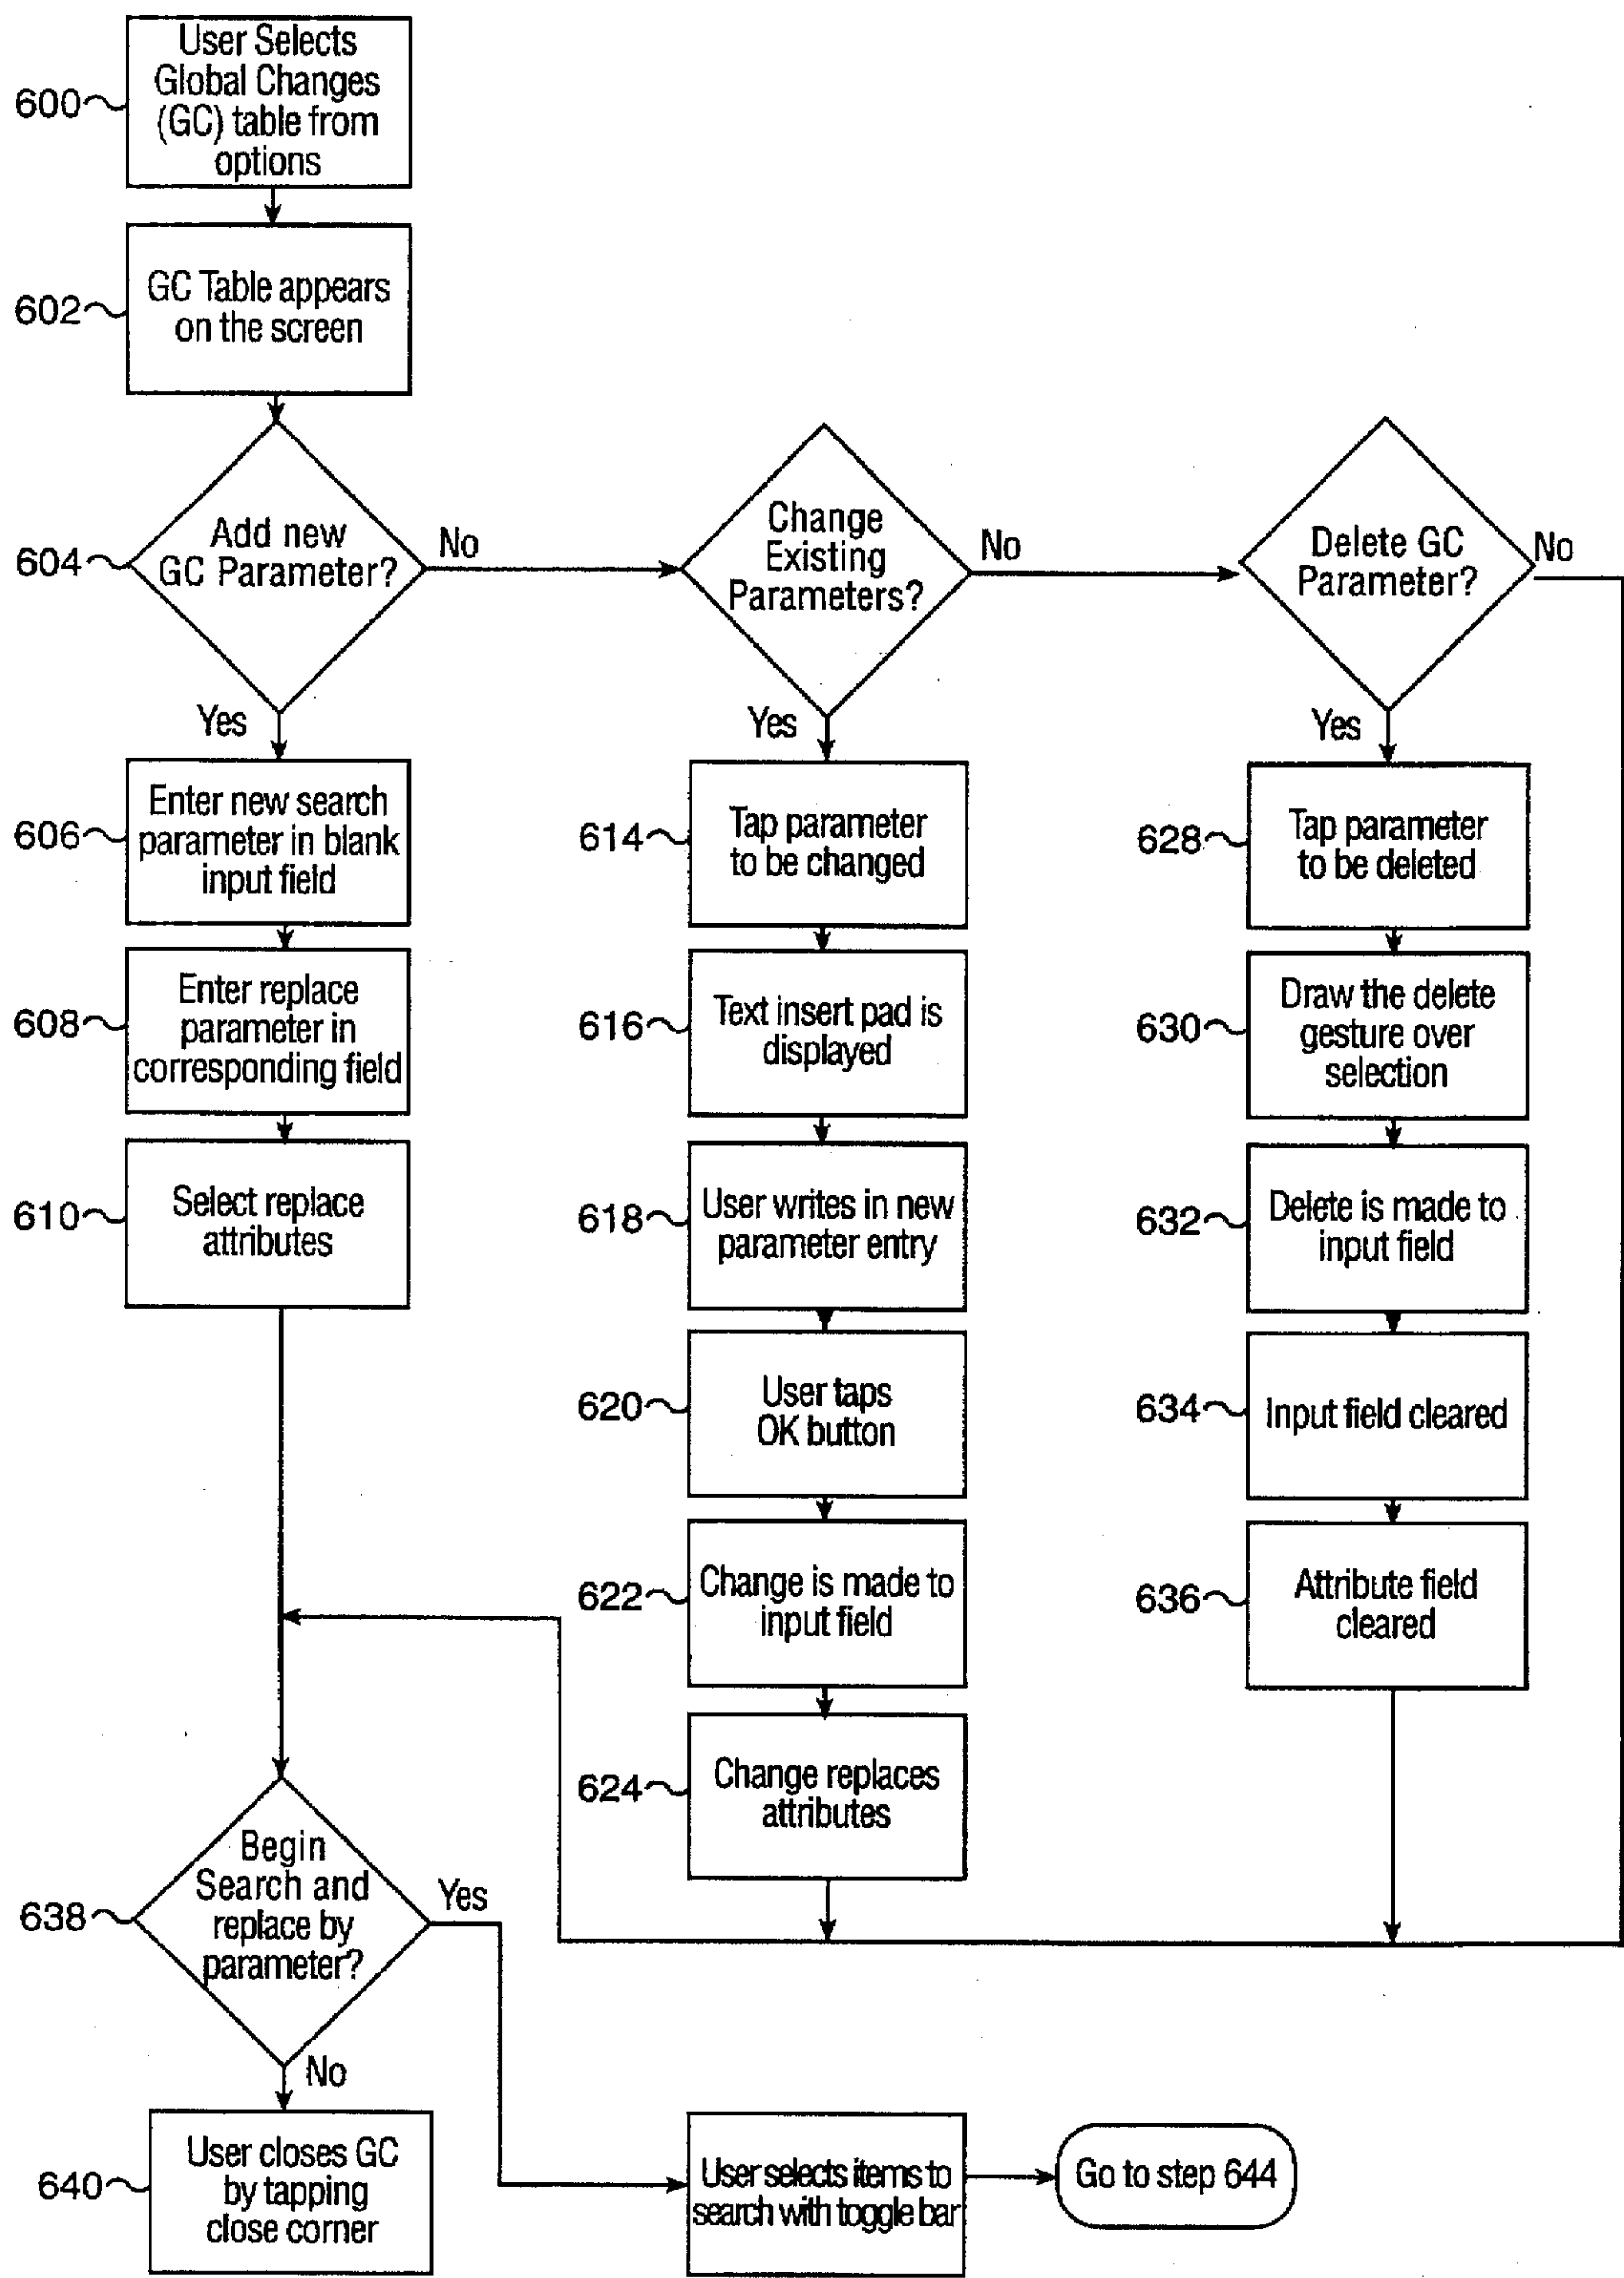 600
User Selects
Global Changes
(GC) table from
options
602
GC Table appears
on the screen
604
Add new
GC Parameter?
No
Yes
Change
Existing
Parameters?
No
Yes
Delete GC
Parameter?
No
Yes
606
Enter new search
parameter in blank
input field
608
Enter replace
parameter in
corresponding field
610
Select replace
attributes
614
Tap parameter
to be changed
616
Text insert pad is
displayed
618
User writes in new
parameter entry
620
User taps
OK button
622
Change is made to
input field
624
Change replaces
attributes
628
Tap parameter
to be deleted
630
Draw the delete
gesture over
selection
632
Delete is made to
input field
634
Input field cleared
636
Attribute field
cleared
638
Begin
Search and
replace by
parameter?
Yes
No
640
User closes GC
by tapping
close corner
User selects items to
search with toggle bar
Go to step 644